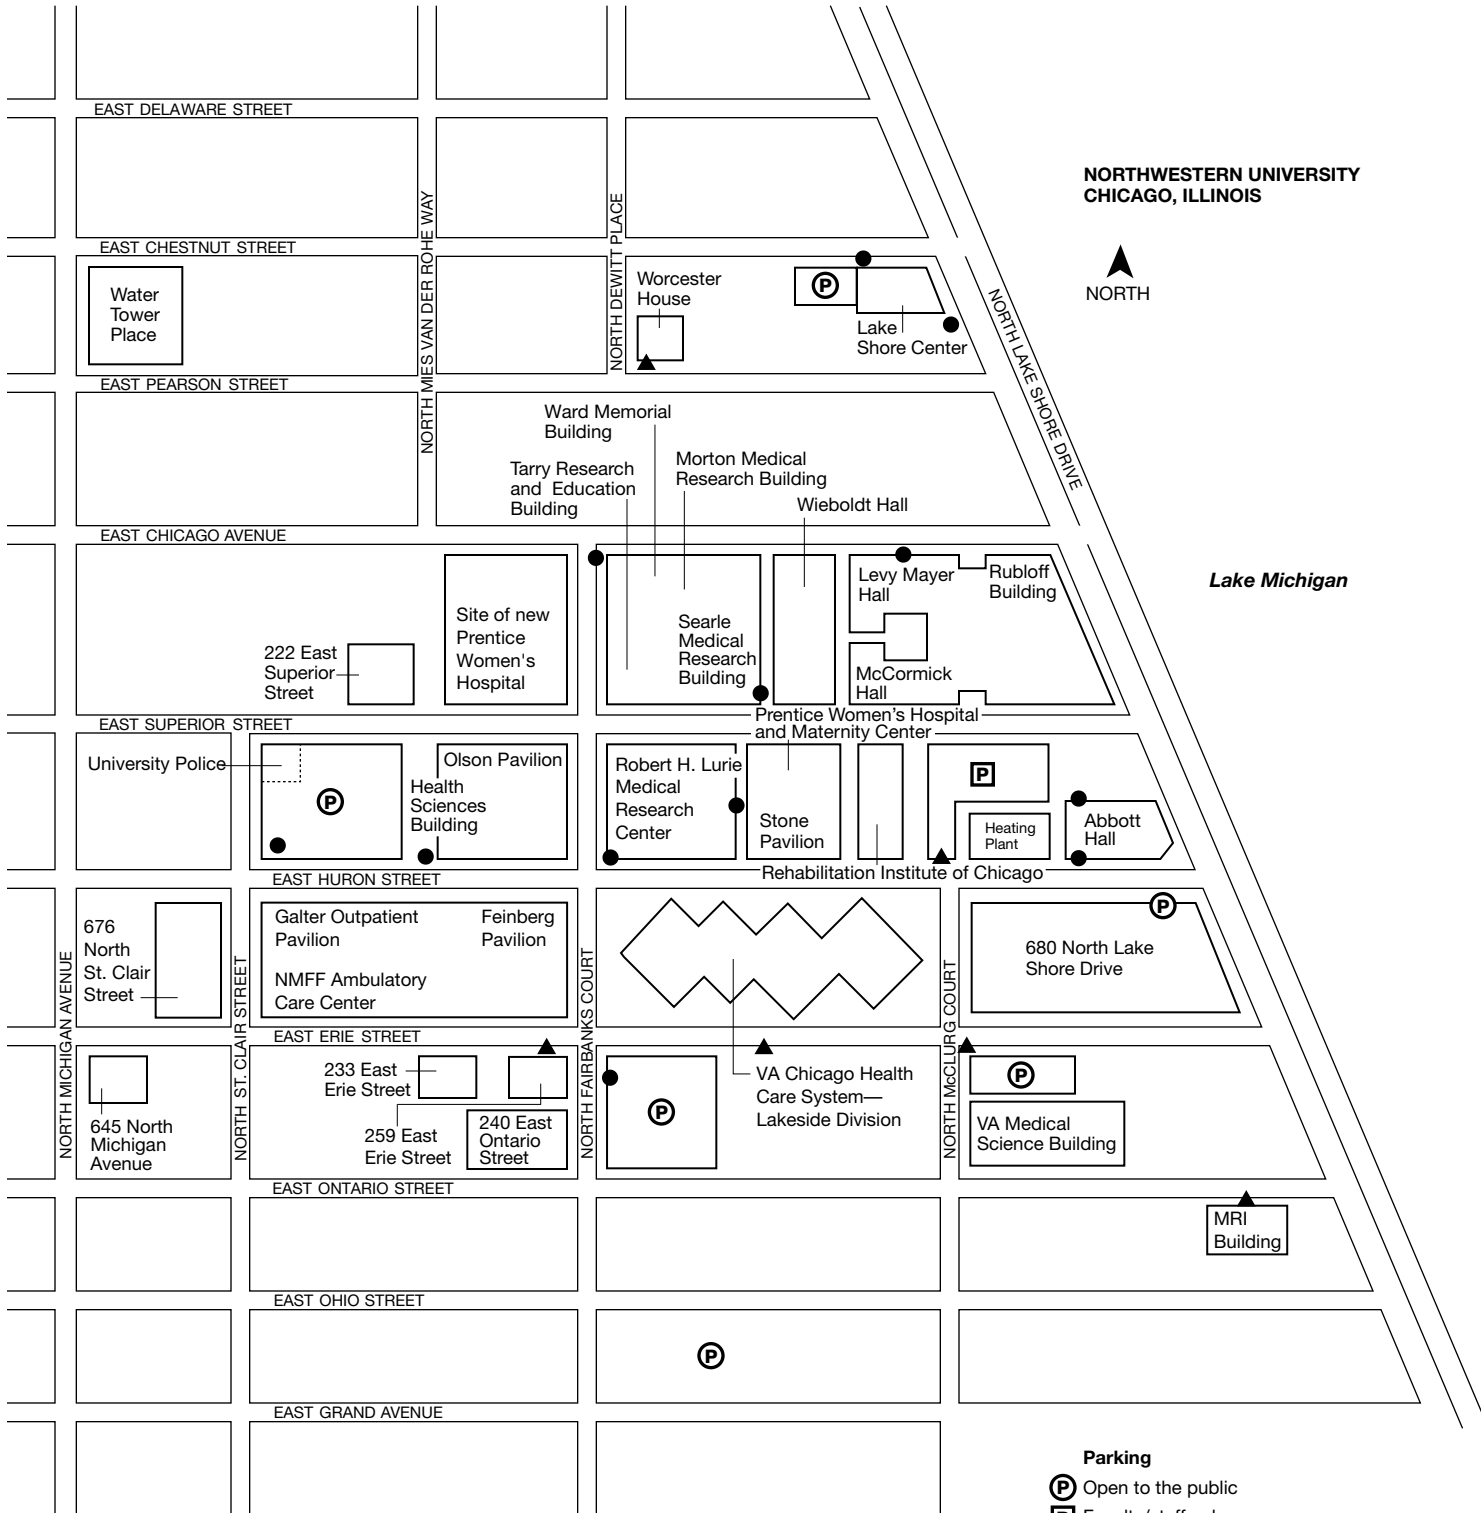 EAST DELAWARE STREET
NORTHWESTERN UNIVERSITY
CHICAGO, ILLINOIS
NORTH
NORTH MIES VAN DER ROHE WAY
NORTH DEWITT PLACE
EAST CHESTNUT STREET
Water
Tower
Place
Worcester
House
P
Lake
Shore Center
NORTH LAKE SHORE DRIVE
EAST PEARSON STREET
Ward Memorial
Building
Tarry Research
and Education
Building
Morton Medical
Research Building
Wieboldt Hall
EAST CHICAGO AVENUE
Lake Michigan
Site of new
Prentice
Women's
Hospital
222 East
Superior
Street
Searle
Medical
Research
Building
Levy Mayer
Hall
Rubloff
Building
McCormick
Hall
EAST SUPERIOR STREET
Prentice Women's Hospital
and Maternity Center
University Police
P
Olson Pavilion
Health
Sciences
Building
Robert H. Lurie
Medical
Research
Center
Stone
Pavilion
P
Heating
Plant
Abbott
Hall
EAST HURON STREET
Rehabilitation Institute of Chicago
676
North
St. Clair
Street
Galter Outpatient
Pavilion
Feinberg
Pavilion
NMFF Ambulatory
Care Center
P
680 North Lake
Shore Drive
NORTH MICHIGAN AVENUE
NORTH ST. CLAIR STREET
NORTH FAIRBANKS COURT
NORTH McCLURG COURT
EAST ERIE STREET
645 North
Michigan
Avenue
233 East
Erie Street
259 East
Erie Street
240 East
Ontario
Street
P
VA Chicago Health
Care System—
Lakeside Division
P
VA Medical
Science Building
EAST ONTARIO STREET
MRI
Building
EAST OHIO STREET
P
EAST GRAND AVENUE
Parking
P Open to the public